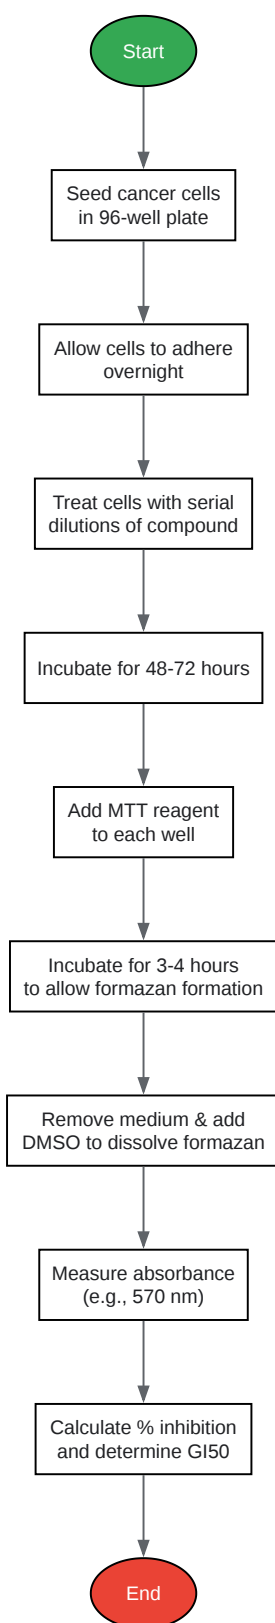 Start
Seed cancer cells
in 96-well plate
Allow cells to adhere
overnight
Treat cells with serial
dilutions of compound
Incubate for 48-72 hours
Add MTT reagent
to each well
Incubate for 3-4 hours
to allow formazan formation
Remove medium & add
DMSO to dissolve formazan
Measure absorbance
(e.g., 570 nm)
Calculate % inhibition
and determine GI50
End